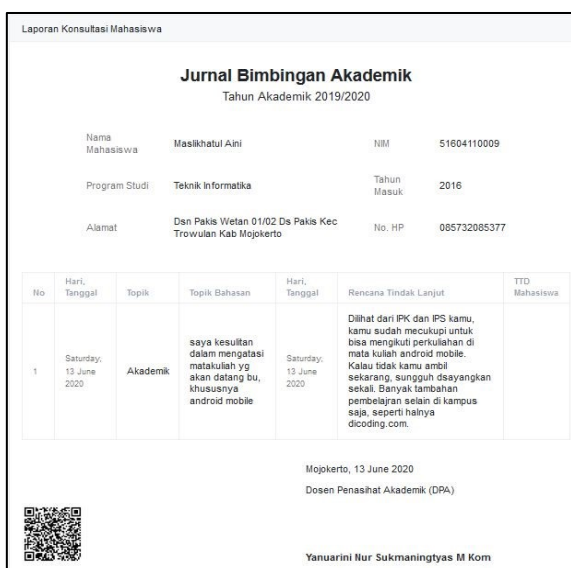 Laporan Konsultasi Mahasiswa
Jurnal Bimbingan Akademik
Tahun Akademik 2019/2020
Nama Mahasiswa Maslikhatul Aini NIM 51604110009
Program Studi Teknik Informatika Tahun Masuk 2016
Alamat Dsn Pakis Wetan 01/02 Ds Pakis Kec
Trowulan Kab Mojokerto No. HP 085732085377
No Hari, Tanggal Topik Topik Bahasan Hari, Tanggal Rencana Tindak Lanjut TTD Mahasiswa
1
Saturday,
13 June
2020
Akademik
saya kesulitan
dalam mengatasi
matakuliah yg
akan datang bu,
khususnya
android mobile
Saturday,
13 June
2020
Dilihat dari IPK dan IPS kamu,
kamu sudah mecukupi untuk
bisa mengikuti perkuliahan di
mata kuliah android mobile.
Kalau tidak kamu ambil
sekarang, sungguh dsayangkan
sekali. Banyak tambahan
pembelajran selain di kampus
saja, seperti halnya
dicoding.com.
Mojokerto, 13 June 2020
Dosen Penasihat Akademik (DPA)
Yanuarini Nur Sukmaningtyas M Kom